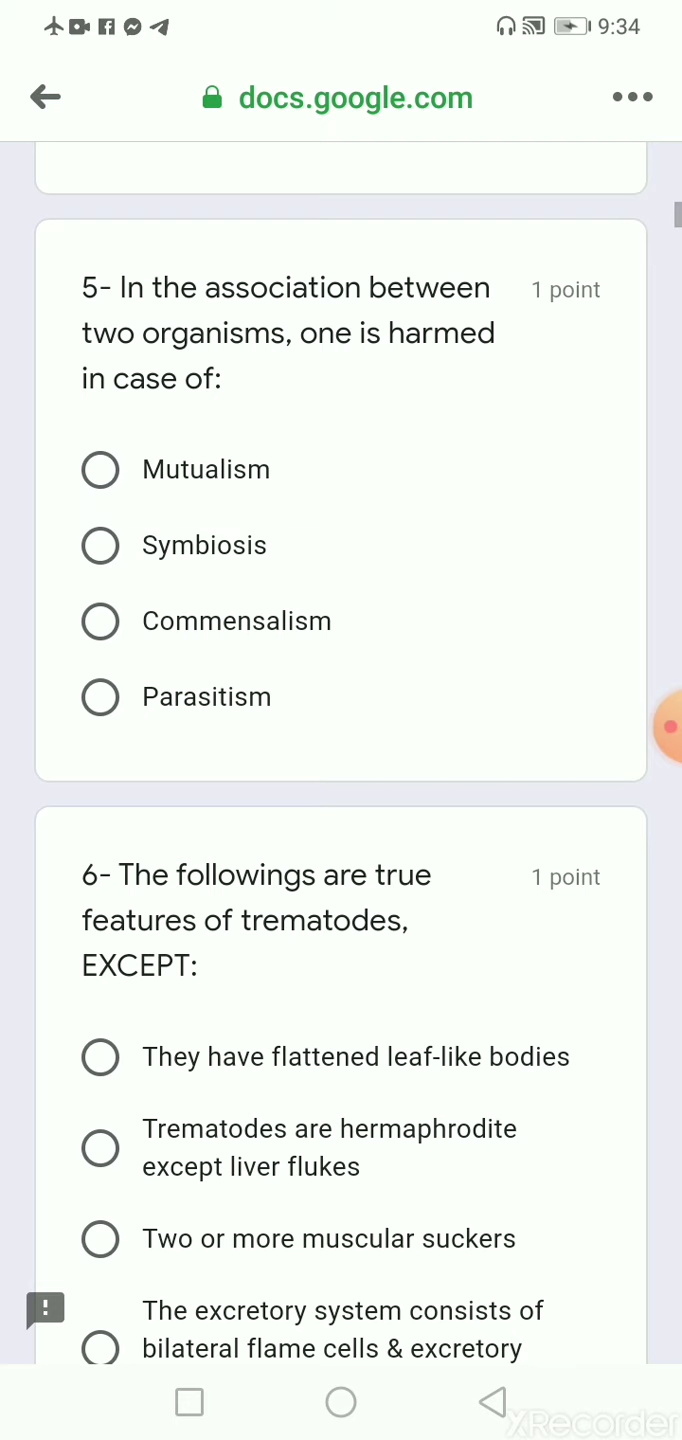 9:34
docs.google.com
5- In the association between
1 point
two organisms, one is harmed
in case of:
Mutualism
Symbiosis
Commensalism
Parasitism
6- The followings are true
1 point
features of trematodes,
EXCEPT:
They have flattened leaf-like bodies
Trematodes are hermaphrodite
except liver flukes
Two or more muscular suckers
The excretory system consists of
bilateral flame cells & excretory
XRecorder